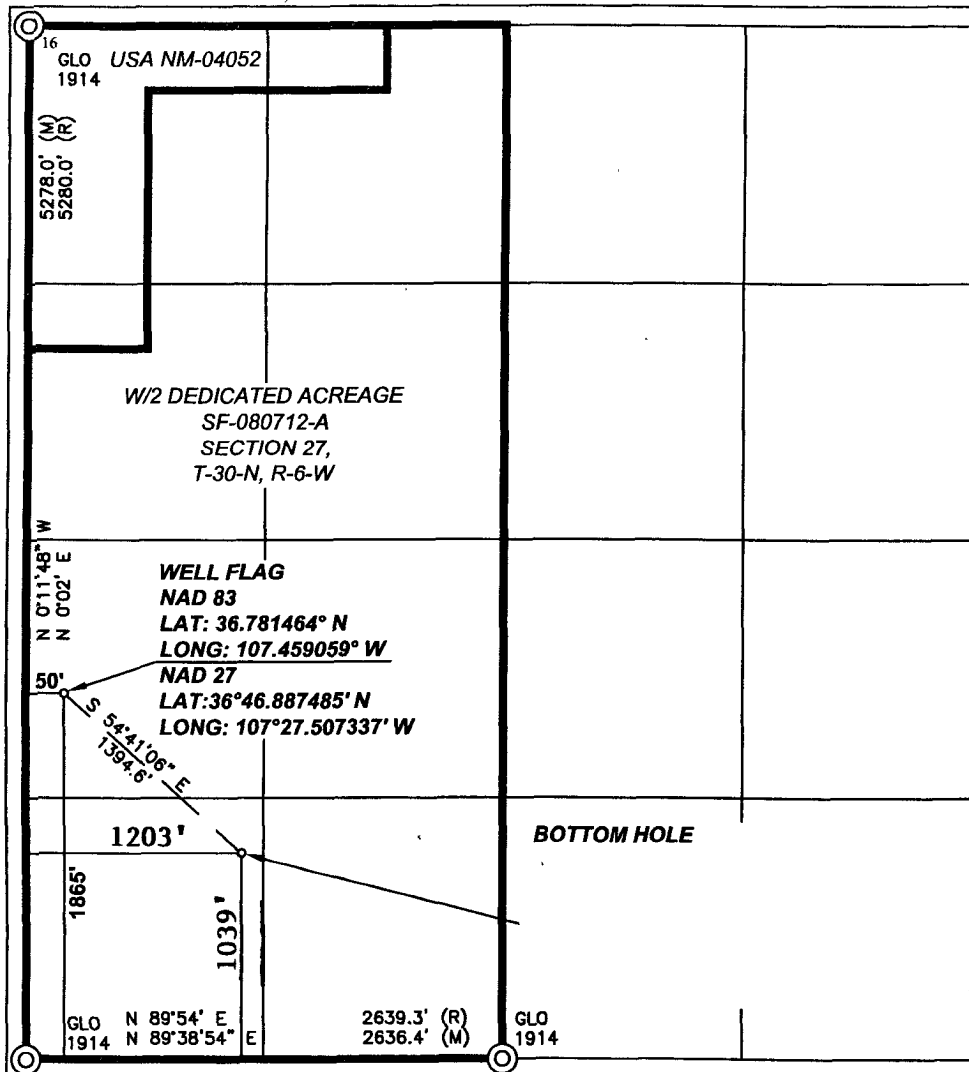 16
GLO
1914
USA NM-04052
5278.0' (M)
5280.0' (R)
W/2 DEDICATED ACREAGE
SF-080712-A
SECTION 27,
T-30-N, R-6-W
N 0°11'48" W
N 0°02' E
WELL FLAG
NAD 83
LAT: 36.781464° N
LONG: 107.459059° W
NAD 27
LAT:36°46.887485' N
LONG: 107°27.507337' W
50'
S 54°41'06" E
1394.6'
1203'
1865'
1039'
BOTTOM HOLE
GLO
1914
N 89°54' E
N 89°38'54" E
2639.3' (R)
2636.4' (M)
GLO
1914